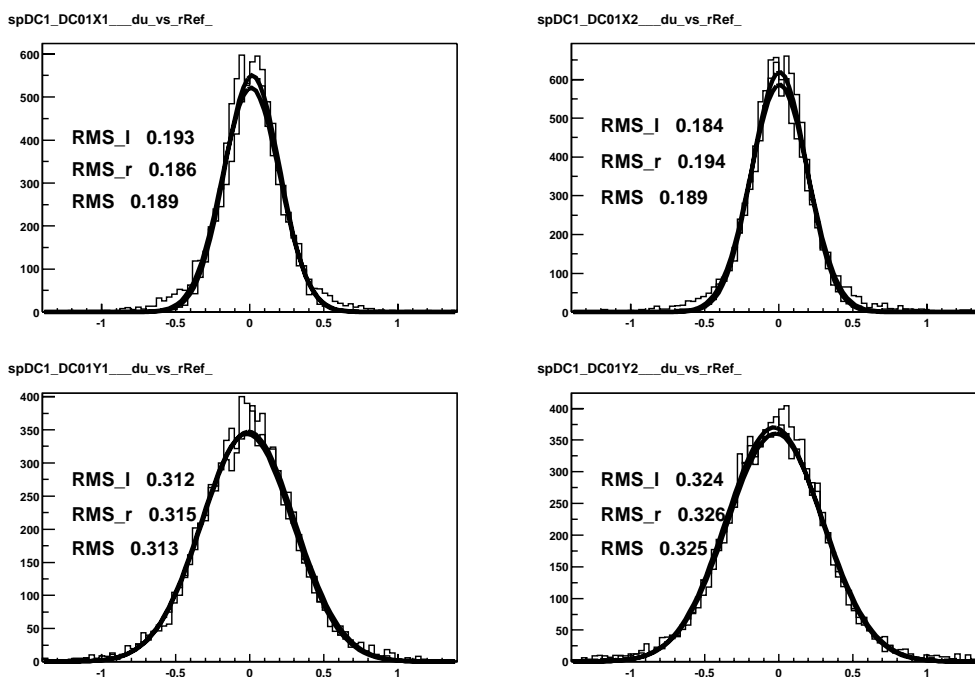 spDC1_DC01X1___du_vs_rRef_
600
500
400
300
200
100
0
RMS_l 0.193
RMS_r 0.186
RMS 0.189
-1 -0.5 0 0.5 1
spDC1_DC01X2___du_vs_rRef_
600
500
400
300
200
100
0
RMS_l 0.184
RMS_r 0.194
RMS 0.189
-1 -0.5 0 0.5 1
spDC1_DC01Y1___du_vs_rRef_
400
350
300
250
200
150
100
50
0
RMS_l 0.312
RMS_r 0.315
RMS 0.313
-1 -0.5 0 0.5 1
spDC1_DC01Y2___du_vs_rRef_
400
350
300
250
200
150
100
50
0
RMS_l 0.324
RMS_r 0.326
RMS 0.325
-1 -0.5 0 0.5 1